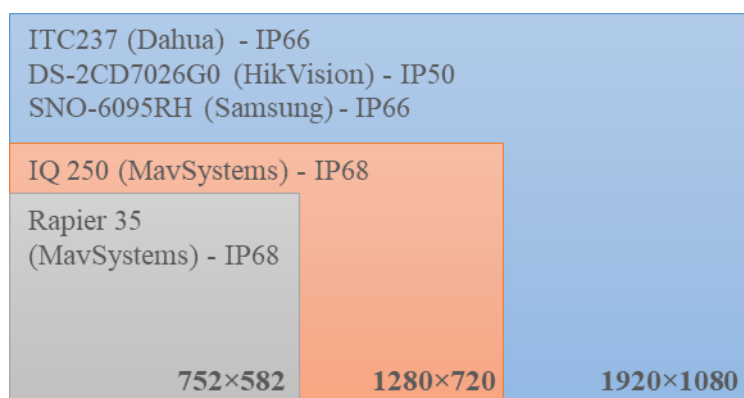 ITC237 (Dahua) - IP66
DS-2CD7026G0 (HikVision) - IP50
SNO-6095RH (Samsung) - IP66
IQ 250 (MavSystems) - IP68
Rapier 35
(MavSystems) - IP68
752×582
1280×720
1920×1080